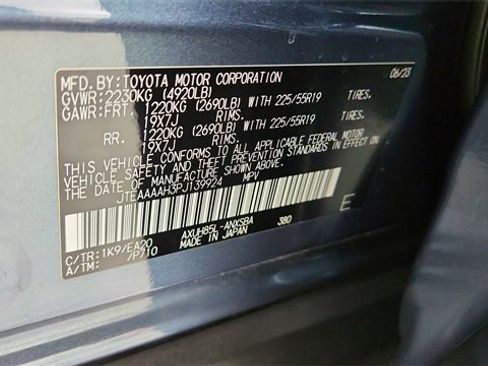 MFD.BY:TOYOTA MOTOR CORPORATION 06/23
GVWR:2230KG (4920LB)
GAWR:FRT. 1220KG (2690LB) WITH 225/55R19 TIRES.
19X7J RIMS.
RR. 1220KG (2690LB) WITH 225/55R19 TIRES.
19X7J RIMS.
THIS VEHICLE CONFORMS TO ALL APPLICABLE FEDERAL MOTOR
VEHICLE SAFETY AND THEFT PREVENTION STANDARDS IN EFFECT ON
THE DATE OF MANUFACTURE SHOWN ABOVE.
JTEAAAAH3PJ139924 MPV
AXUH85L-ANXSBA 380 E
C/TR:1K9/EA20 MADE IN JAPAN
A/TM: /P710